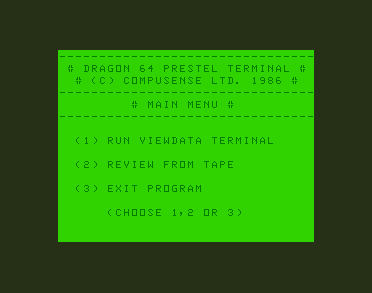 --------------------------------
# DRAGON 64 PRESTEL TERMINAL #
# (C) COMPUSENSE LTD. 1986 #
--------------------------------
# MAIN MENU #
--------------------------------
(1) RUN VIEWDATA TERMINAL
(2) REVIEW FROM TAPE
(3) EXIT PROGRAM
(CHOOSE 1,2 OR 3)